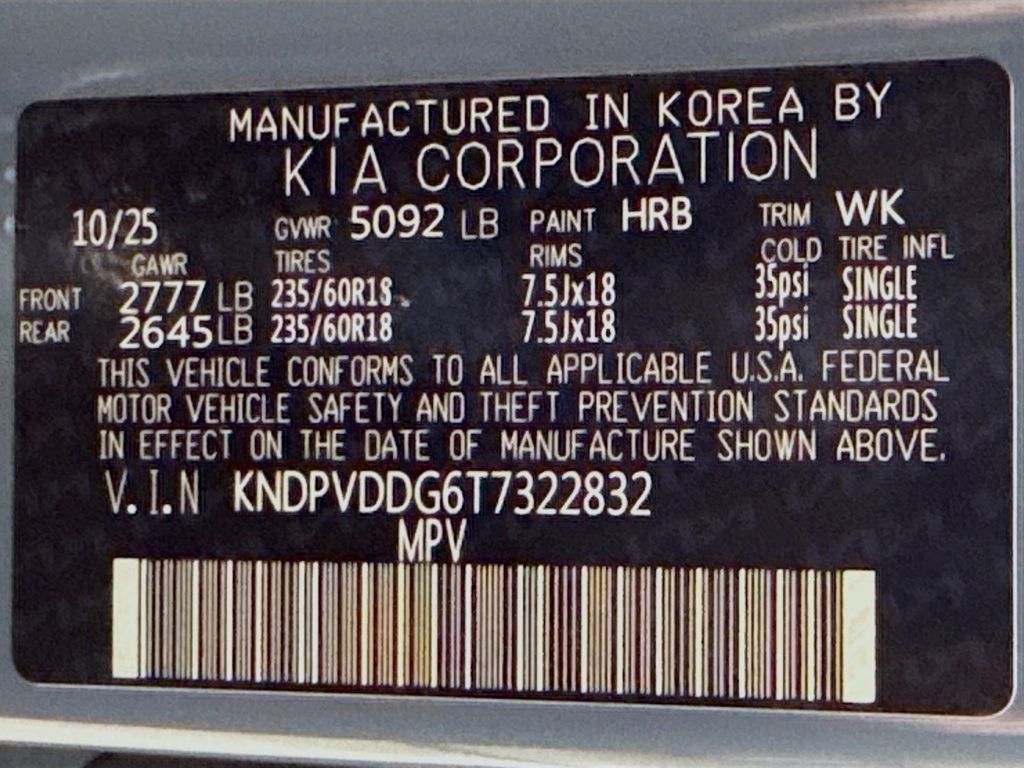 MANUFACTURED IN KOREA BY
KIA CORPORATION
10/25 GVWR 5092 LB PAINT HRB TRIM WK
GAWR TIRES RIMS COLD TIRE INFL
FRONT 2777 LB 235/60R18 7.5Jx18 35psi SINGLE
REAR 2645 LB 235/60R18 7.5Jx18 35psi SINGLE
THIS VEHICLE CONFORMS TO ALL APPLICABLE U.S.A. FEDERAL
MOTOR VEHICLE SAFETY AND THEFT PREVENTION STANDARDS
IN EFFECT ON THE DATE OF MANUFACTURE SHOWN ABOVE.
V.I.N KNDPVDDG6T7322832
MPV